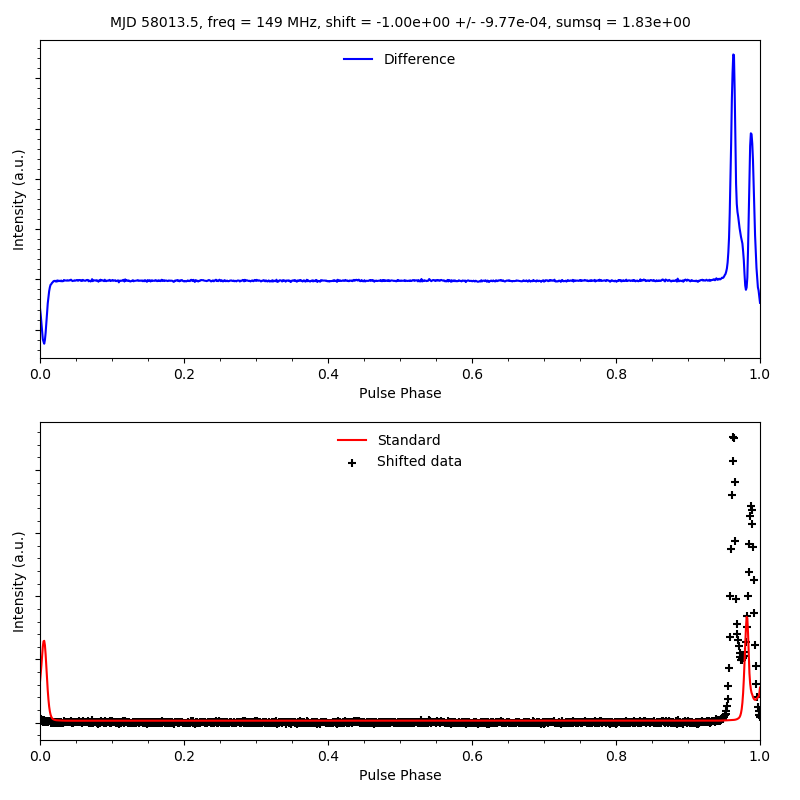 MJD 58013.5, freq = 149 MHz, shift = -1.00e+00 +/- -9.77e-04, sumsq = 1.83e+00
Difference
Intensity (a.u.)
0.0 0.2 0.4 0.6 0.8 1.0
Pulse Phase
Standard
Shifted data
Intensity (a.u.)
0.0 0.2 0.4 0.6 0.8 1.0
Pulse Phase